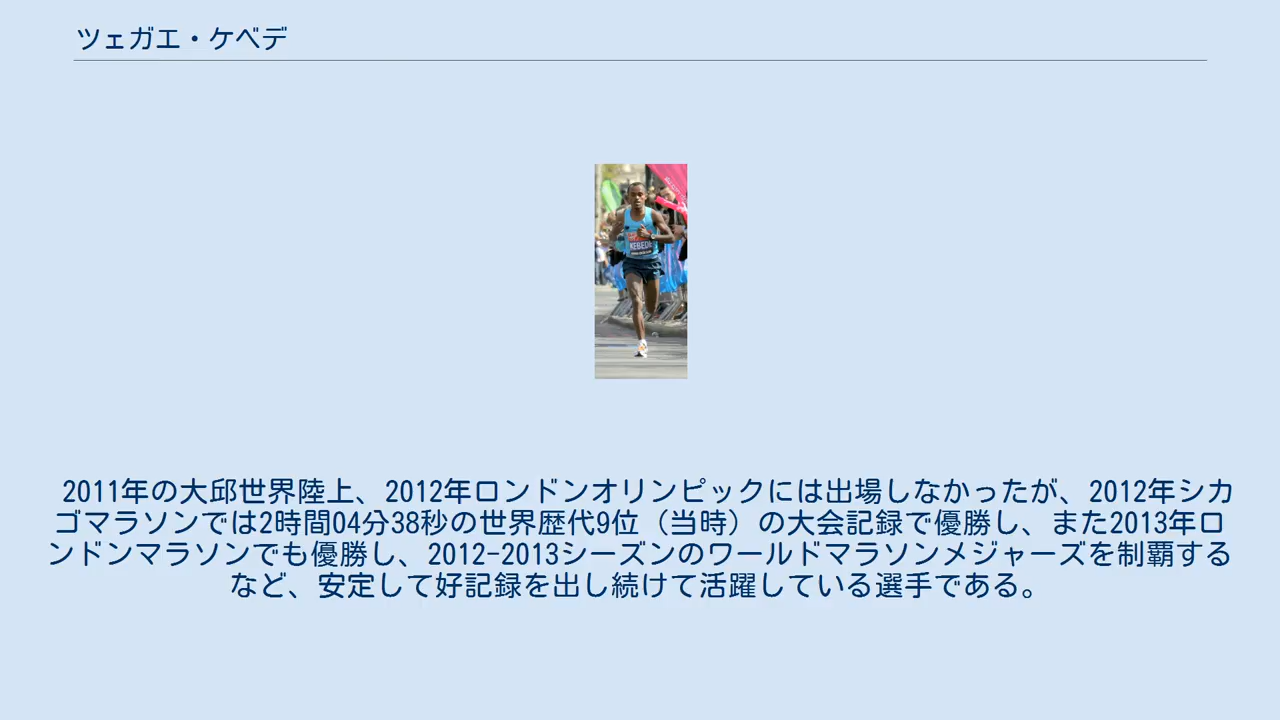 ツェガエ・ケベデ
KEBEDE
2011年の大邱世界陸上、2012年ロンドンオリンピックには出場しなかったが、2012年シカ
ゴマラソンでは2時間04分38秒の世界歴代9位（当時）の大会記録で優勝し、また2013年ロ
ンドンマラソンでも優勝し、2012-2013シーズンのワールドマラソンメジャーズを制覇する
など、安定して好記録を出し続けて活躍している選手である。